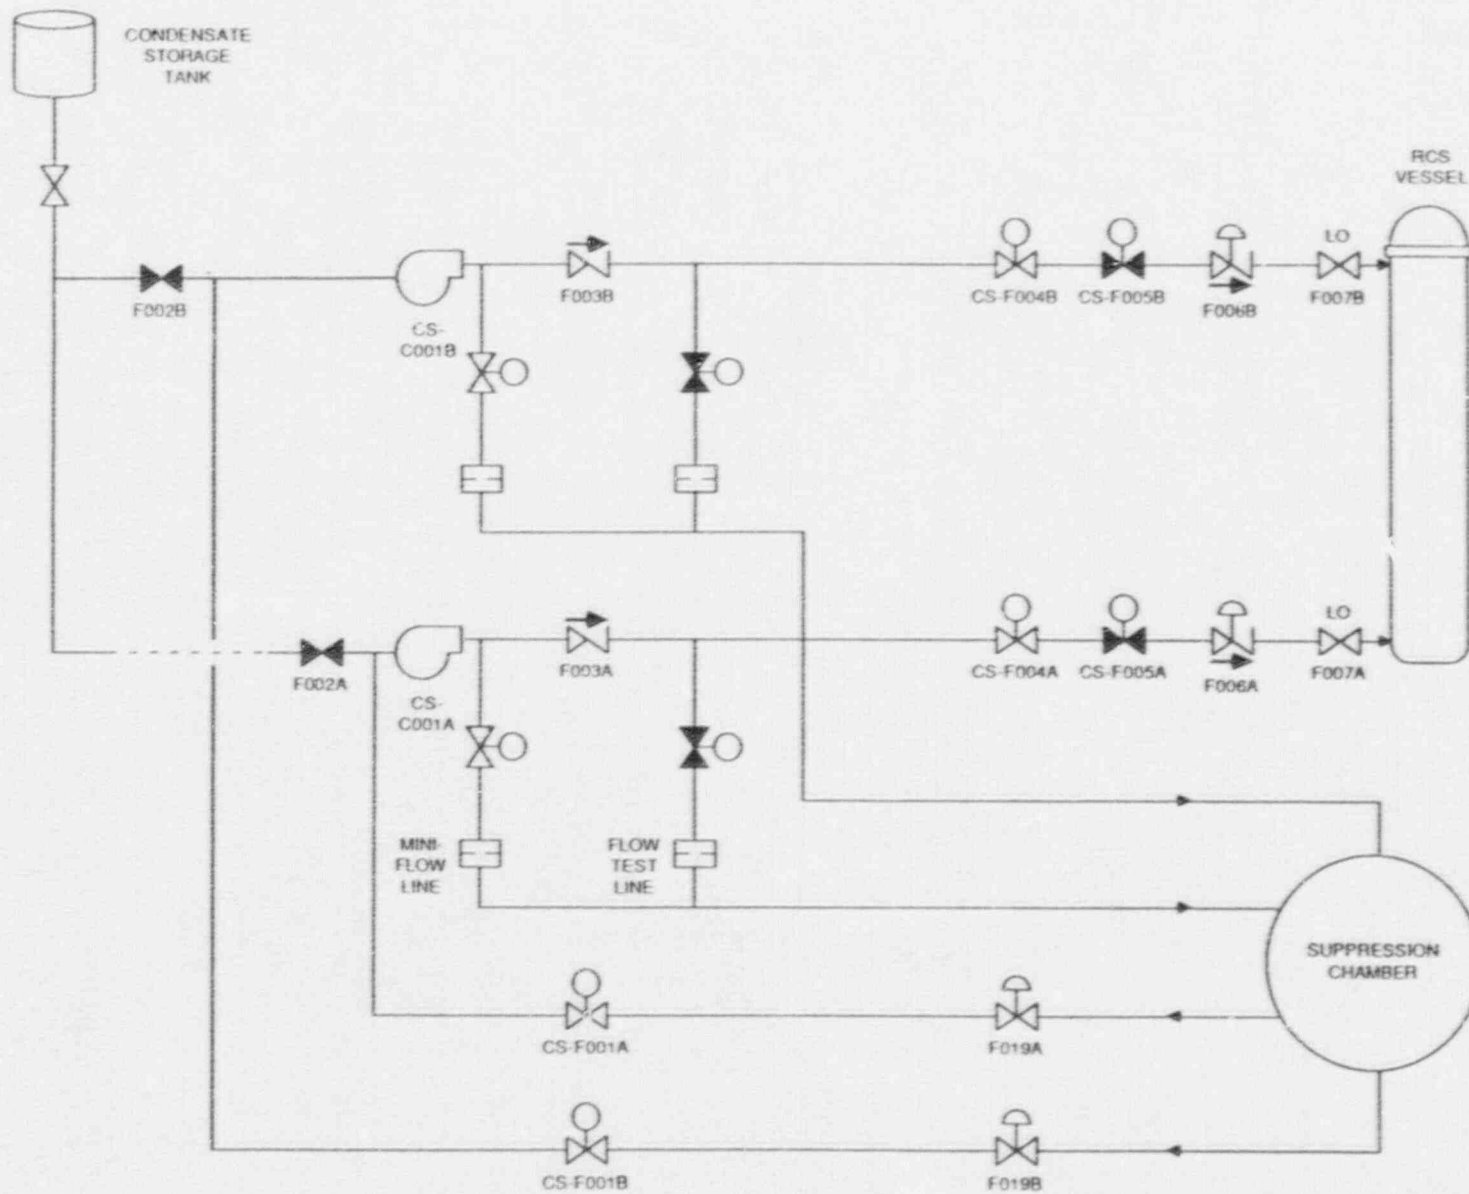 CONDENSATE
STORAGE
TANK
RCS
VESSEL
LO
F002B
CS-
C001B
F003B
CS-F004B
CS-F005B
F006B
F007B
LO
F002A
CS-
C001A
F003A
CS-F004A
CS-F005A
F006A
F007A
MINI-
FLOW
LINE
FLOW
TEST
LINE
SUPPRESSION
CHAMBER
CS-F001A
F019A
CS-F001B
F019B